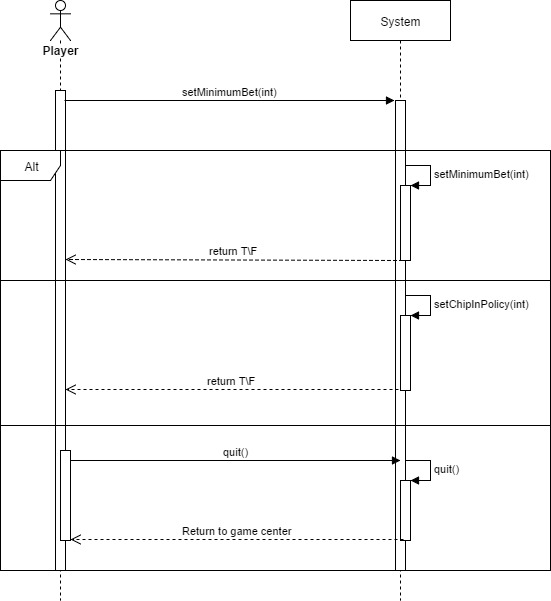 System
Player
setMinimumBet(int)
Alt
setMinimumBet(int)
return T\F
setChipInPolicy(int)
return T\F
quit()
quit()
Return to game center